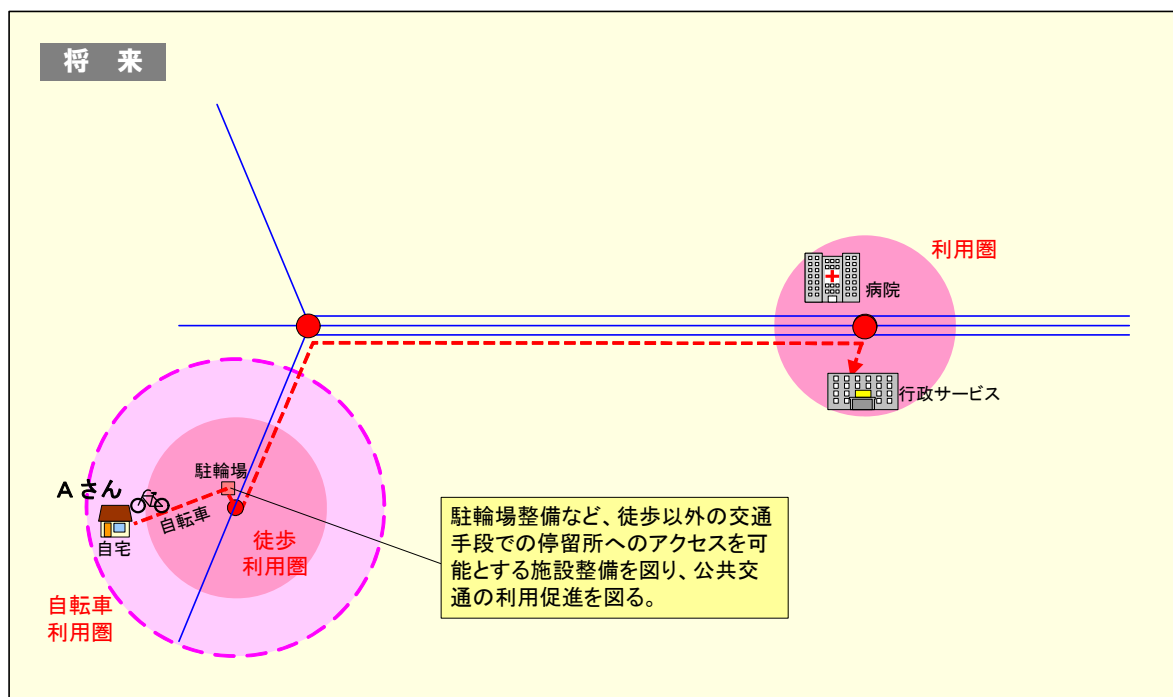 将 来
利用圏
病院
行政サービス
駐輪場
Aさん
自転車
自宅
徒歩
利用圏
自転車
利用圏
駐輪場整備など、徒歩以外の交通
手段での停留所へのアクセスを可
能とする施設整備を図り、公共交
通の利用促進を図る。